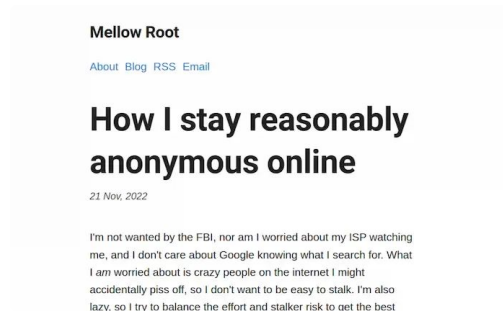 Mellow Root
About Blog RSS Email
How I stay reasonably
anonymous online
21 Nov, 2022
I'm not wanted by the FBI, nor am I worried about my ISP watching
me, and I don't care about Google knowing what I search for. What
I am worried about is crazy people on the internet I might
accidentally piss off, so I don't want to be easy to stalk. I'm also
lazy, so I try to balance the effort and stalker risk to get the best